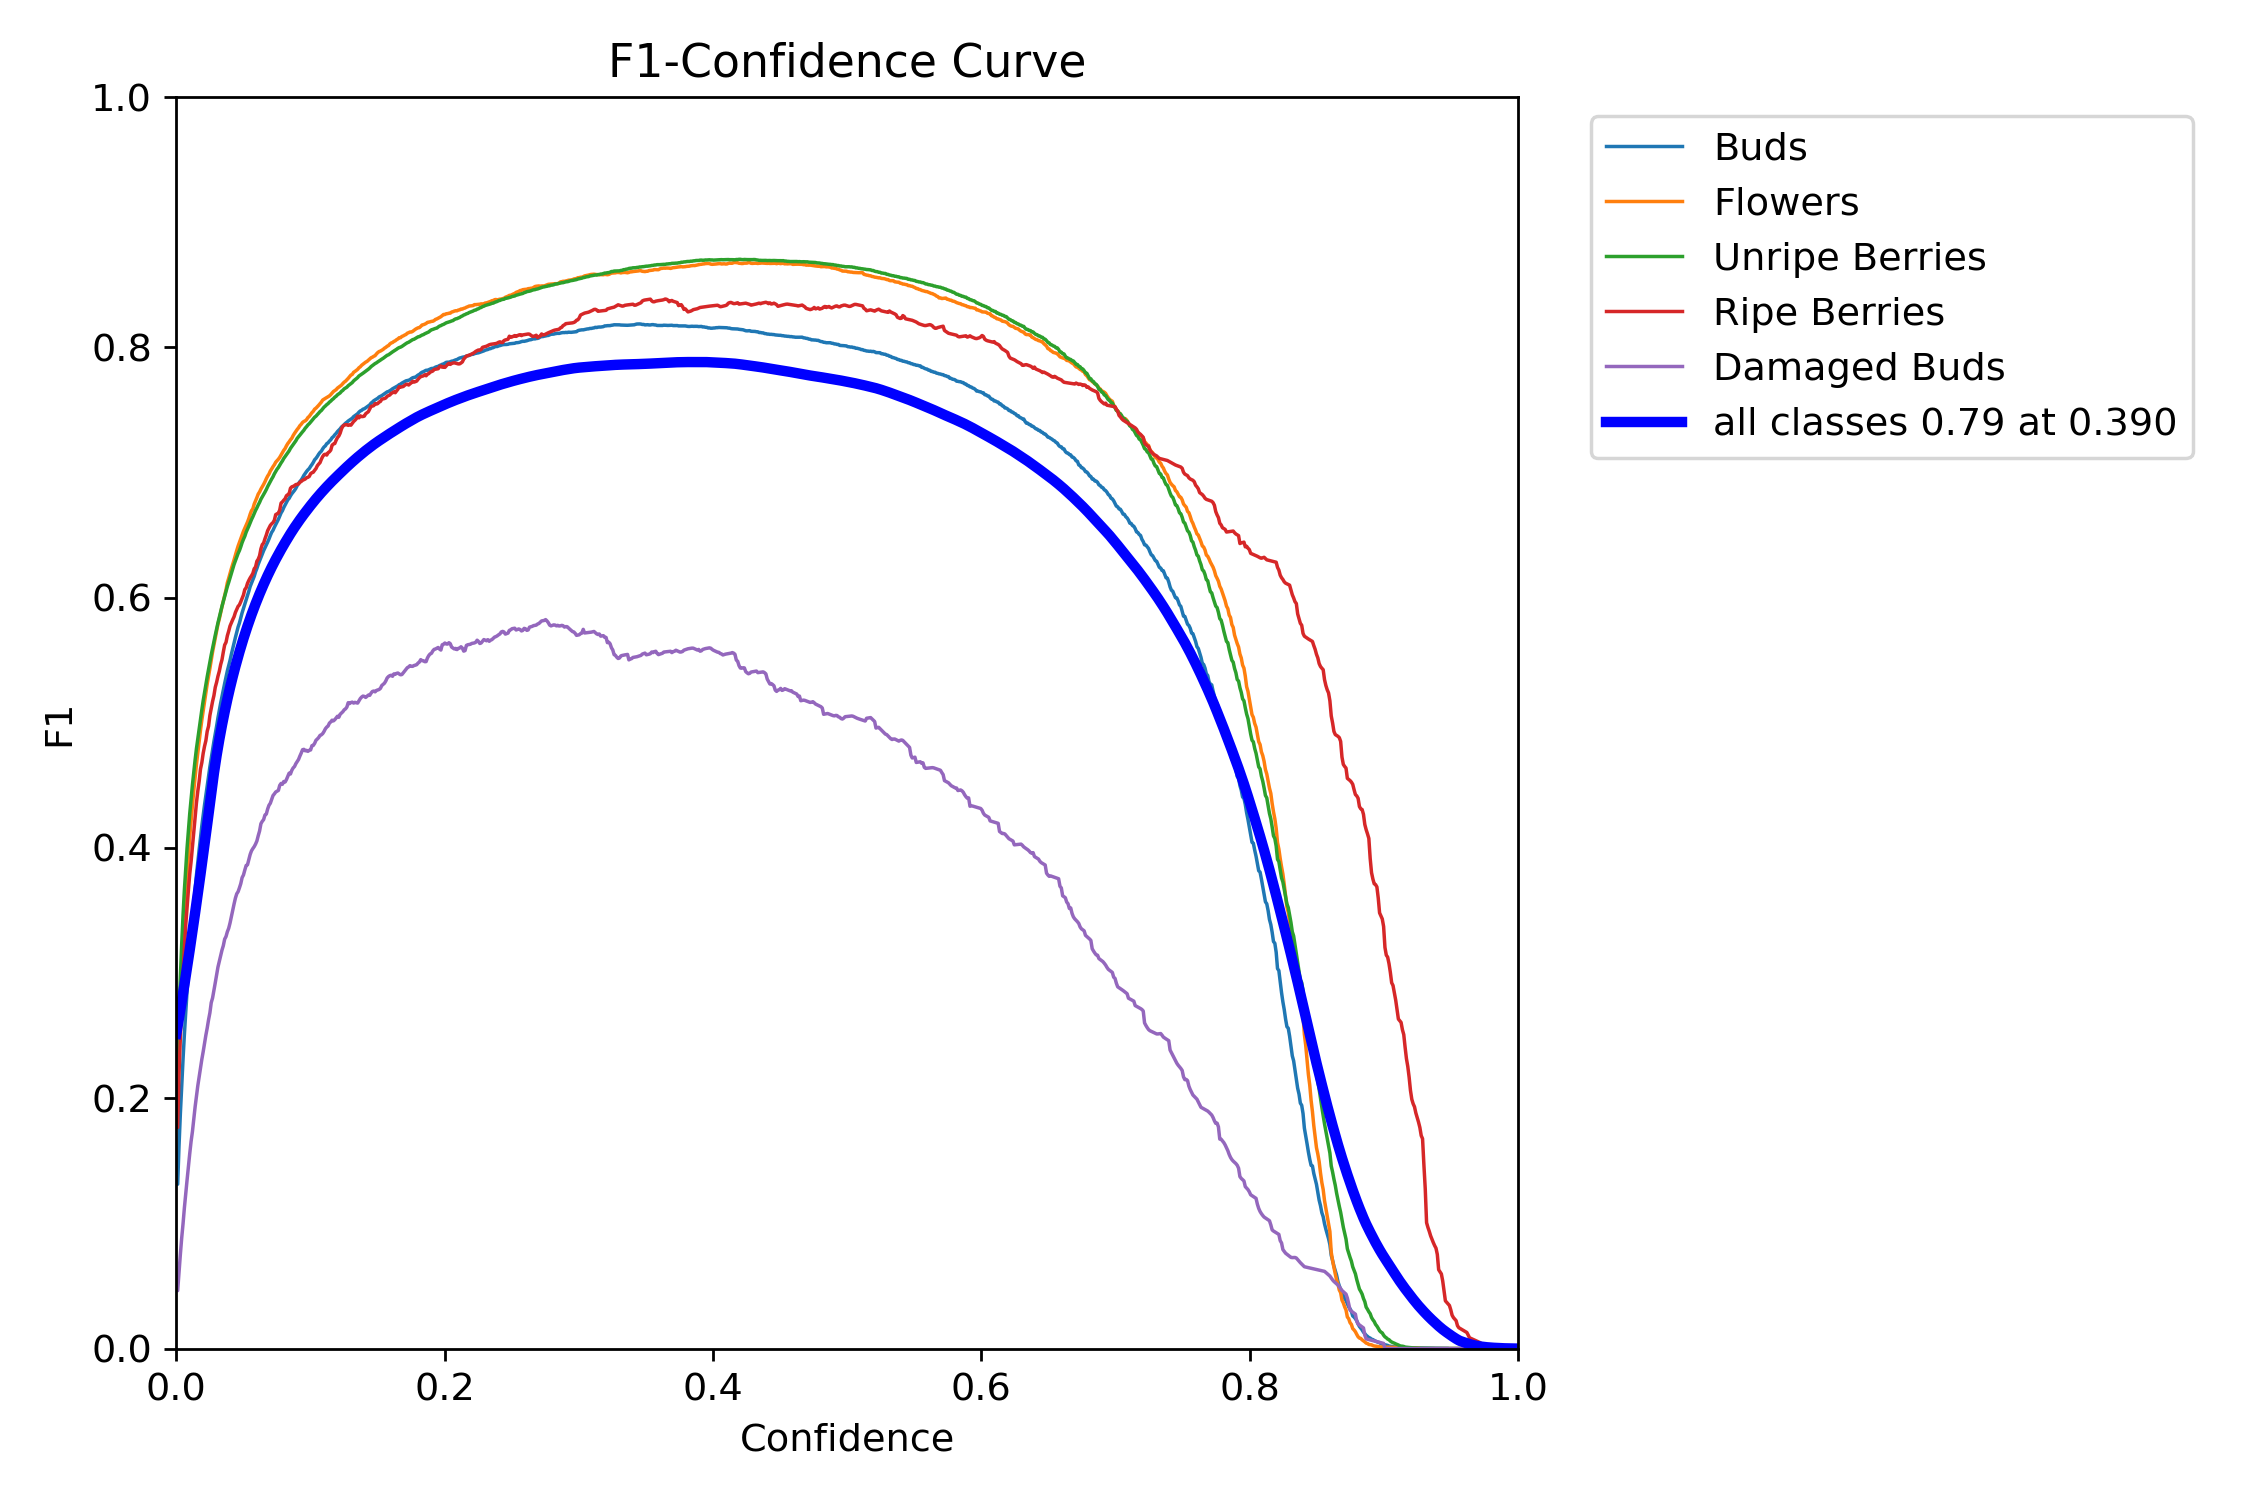 F1-Confidence Curve
1.0
0.8
0.6
0.4
0.2
0.0
F1
0.0 0.2 0.4 0.6 0.8 1.0
Confidence
Buds
Flowers
Unripe Berries
Ripe Berries
Damaged Buds
all classes 0.79 at 0.390